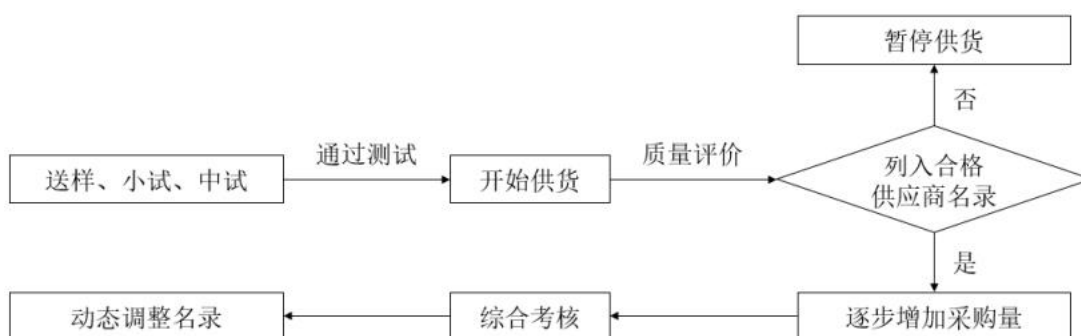 暂停供货
否
送样、小试、中试
通过测试
开始供货
质量评价
列入合格
供应商名录
是
动态调整名录
综合考核
逐步增加采购量